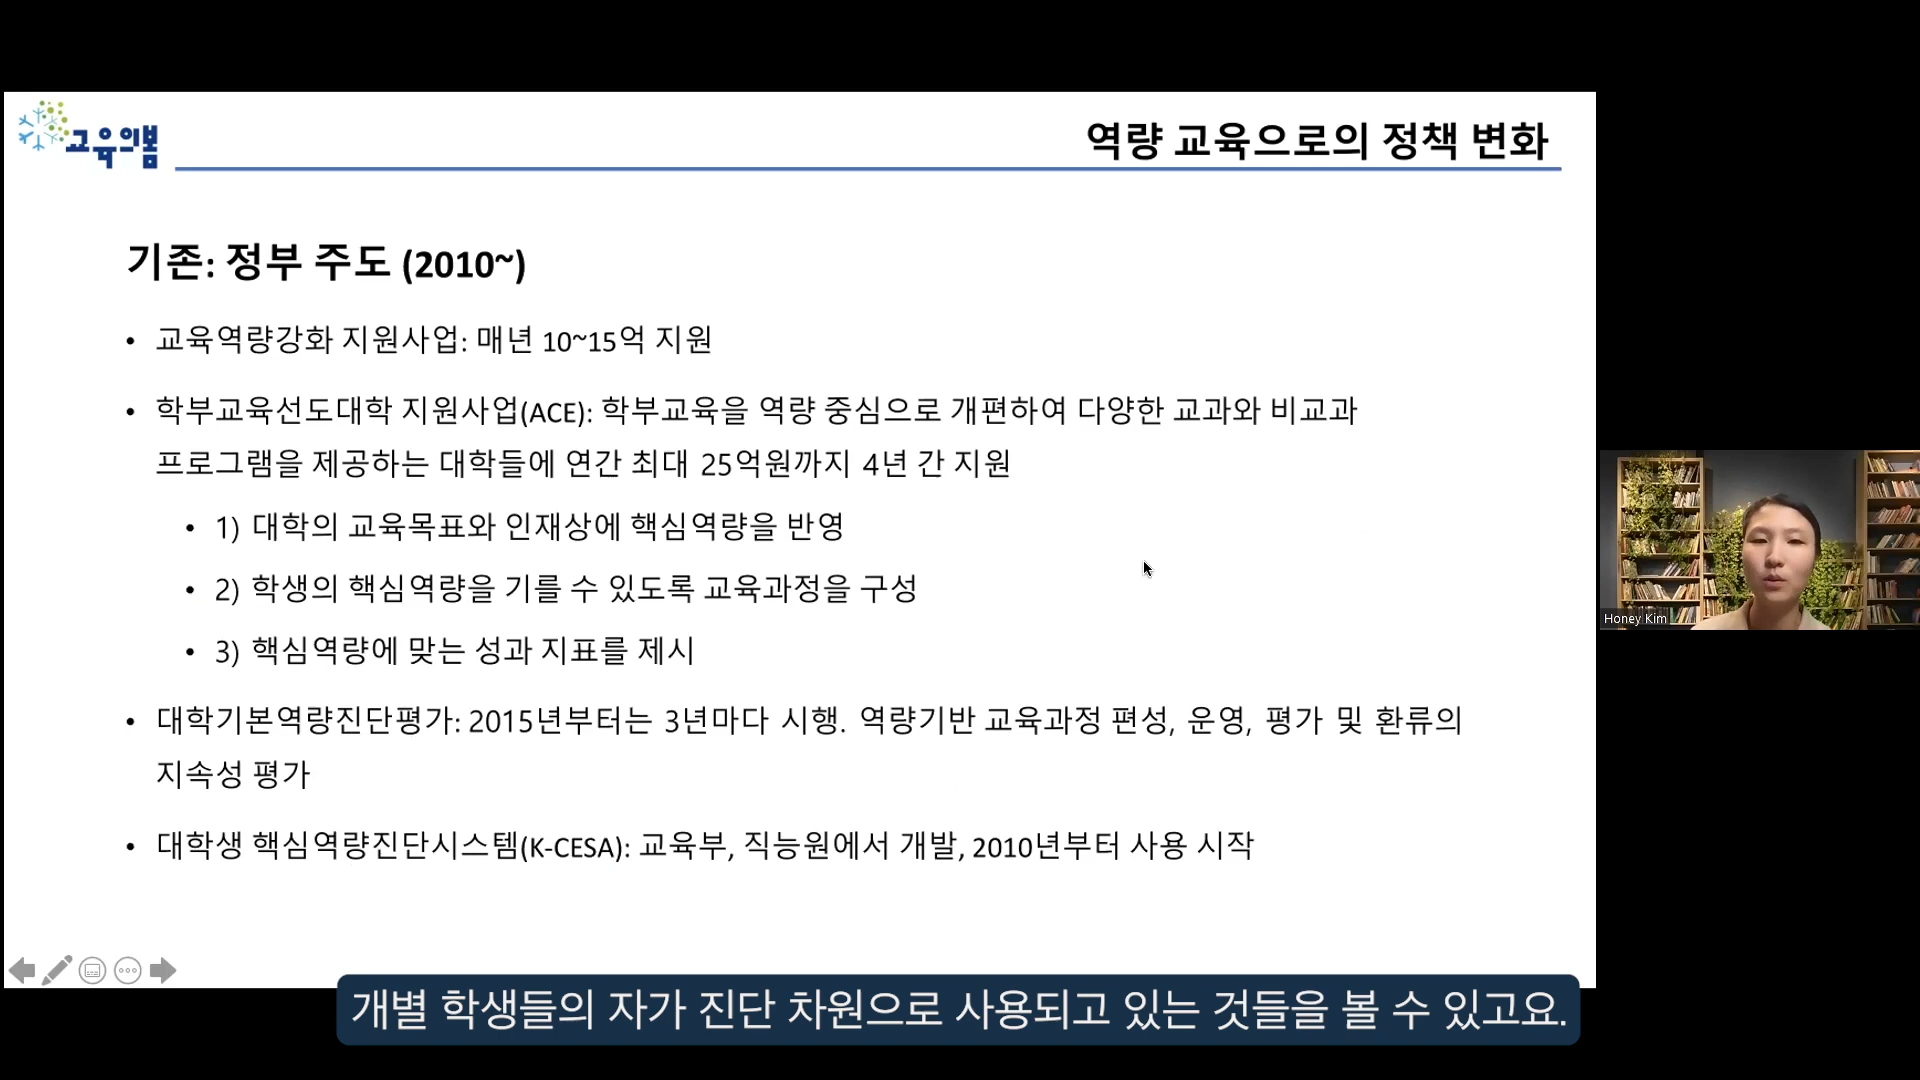 교육의봄
역량 교육으로의 정책 변화
기존: 정부 주도 (2010~)
• 교육역량강화 지원사업: 매년 10~15억 지원
• 학부교육선도대학 지원사업(ACE): 학부교육을 역량 중심으로 개편하여 다양한 교과와 비교과
프로그램을 제공하는 대학들에 연간 최대 25억원까지 4년 간 지원
• 1) 대학의 교육목표와 인재상에 핵심역량을 반영
• 2) 학생의 핵심역량을 기를 수 있도록 교육과정을 구성
• 3) 핵심역량에 맞는 성과 지표를 제시
• 대학기본역량진단평가: 2015년부터는 3년마다 시행. 역량기반 교육과정 편성, 운영, 평가 및 환류의
지속성 평가
• 대학생 핵심역량진단시스템(K-CESA): 교육부, 직능원에서 개발, 2010년부터 사용 시작
Honey Kim
개별 학생들의 자가 진단 차원으로 사용되고 있는 것들을 볼 수 있고요.